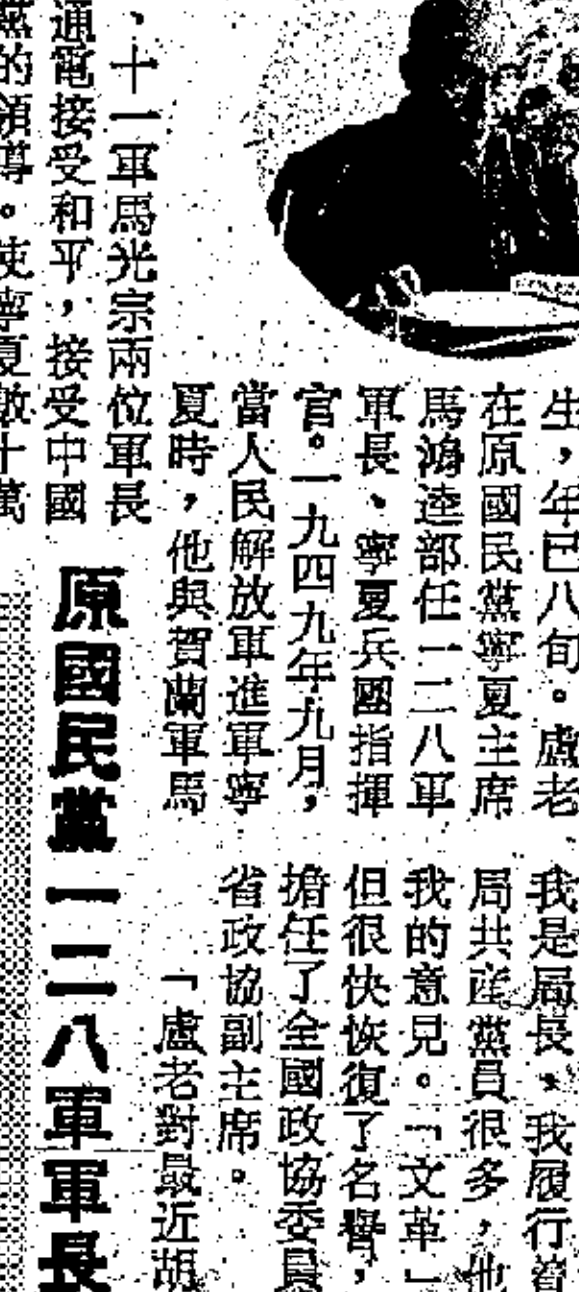 生，年已八旬。盧老
在原國民黨寧夏主席
馬鴻逵部任一二八軍
軍長、寧夏兵團指揮
官。一九四九年九月，
當人民解放軍進軍寧
夏時，他與賀蘭軍馬
、十一軍馬光宗兩位軍長
通電接受和平，接受中國
黨的領導。使寧夏數十萬
我是局長。我履行
局共産黨員很多，他
我的意見。「文革」
但很快恢復了名譽，
擔任了全國政協委員
省政協副主席。
「盧老對最近胡
原國民黨一二八軍軍長